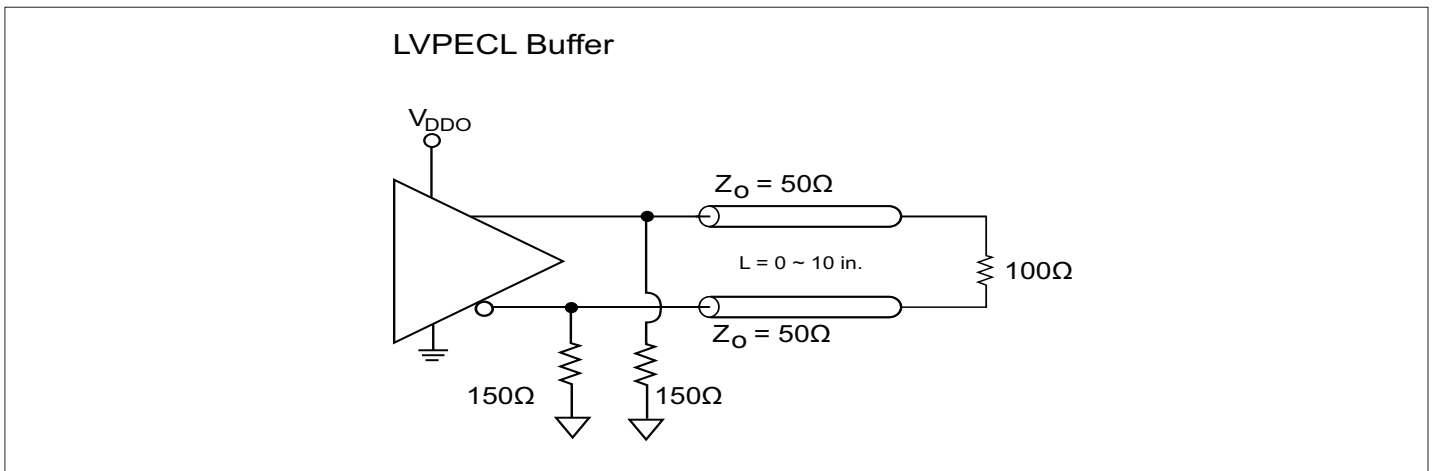 LVPECL Buffer
VDDO
ZO = 50Ω
L = 0 ~ 10 in.
100Ω
ZO = 50Ω
150Ω 150Ω